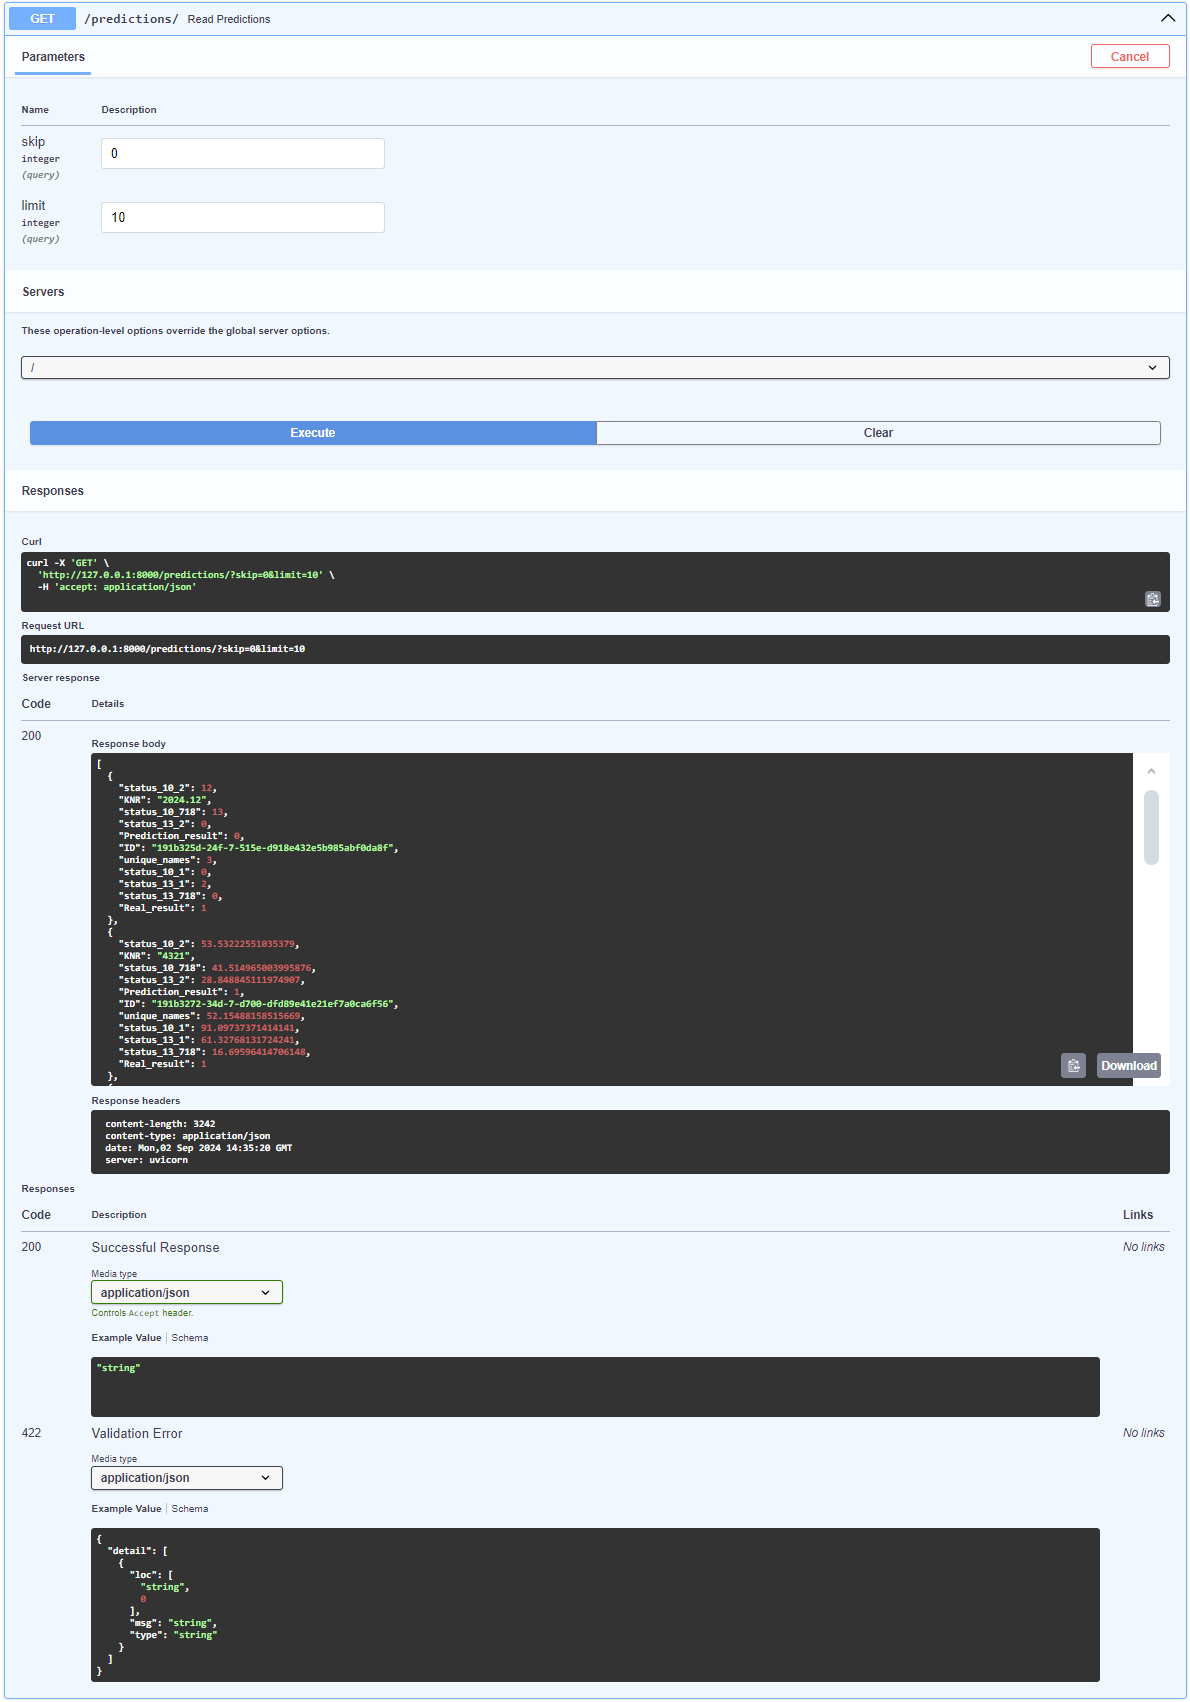 GET /predictions/ Read Predictions
Parameters
Cancel
Name Description
skip
integer
(query)
0
limit
integer
(query)
10
Servers
These operation-level options override the global server options.
/
Execute
Clear
Responses
Curl
curl -X 'GET' \
  'http://127.0.0.1:8000/predictions/?skip=0&limit=10' \
  -H 'accept: application/json'
Request URL
http://127.0.0.1:8000/predictions/?skip=0&limit=10
Server response
Code Details
200
Response body
[
  {
    "status_10_2": 12,
    "KNR": "2024.12",
    "status_10_718": 13,
    "status_13_2": 0,
    "Prediction_result": 0,
    "ID": "191b325d-24f-7-515e-d918e432e5b985abf0da8f",
    "unique_names": 3,
    "status_10_1": 0,
    "status_13_1": 2,
    "status_13_718": 0,
    "Real_result": 1
  },
  {
    "status_10_2": 53.53222551035379,
    "KNR": "4321",
    "status_10_718": 41.514965003995876,
    "status_13_2": 28.848845111974907,
    "Prediction_result": 1,
    "ID": "191b3272-34d-7-d700-dfd89e41e21ef7a0ca6f56",
    "unique_names": 52.15488158515669,
    "status_10_1": 91.09737371414141,
    "status_13_1": 61.32768131724241,
    "status_13_718": 16.69596414706148,
    "Real_result": 1
  },
Download
Response headers
content-length: 3242
content-type: application/json
date: Mon,02 Sep 2024 14:35:20 GMT
server: uvicorn
Responses
Code Description Links
200 Successful Response No links
Media type
application/json
Controls Accept header.
Example Value | Schema
"string"
422 Validation Error No links
Media type
application/json
Example Value | Schema
{
  "detail": [
    {
      "loc": [
        "string",
        0
      ],
      "msg": "string",
      "type": "string"
    }
  ]
}